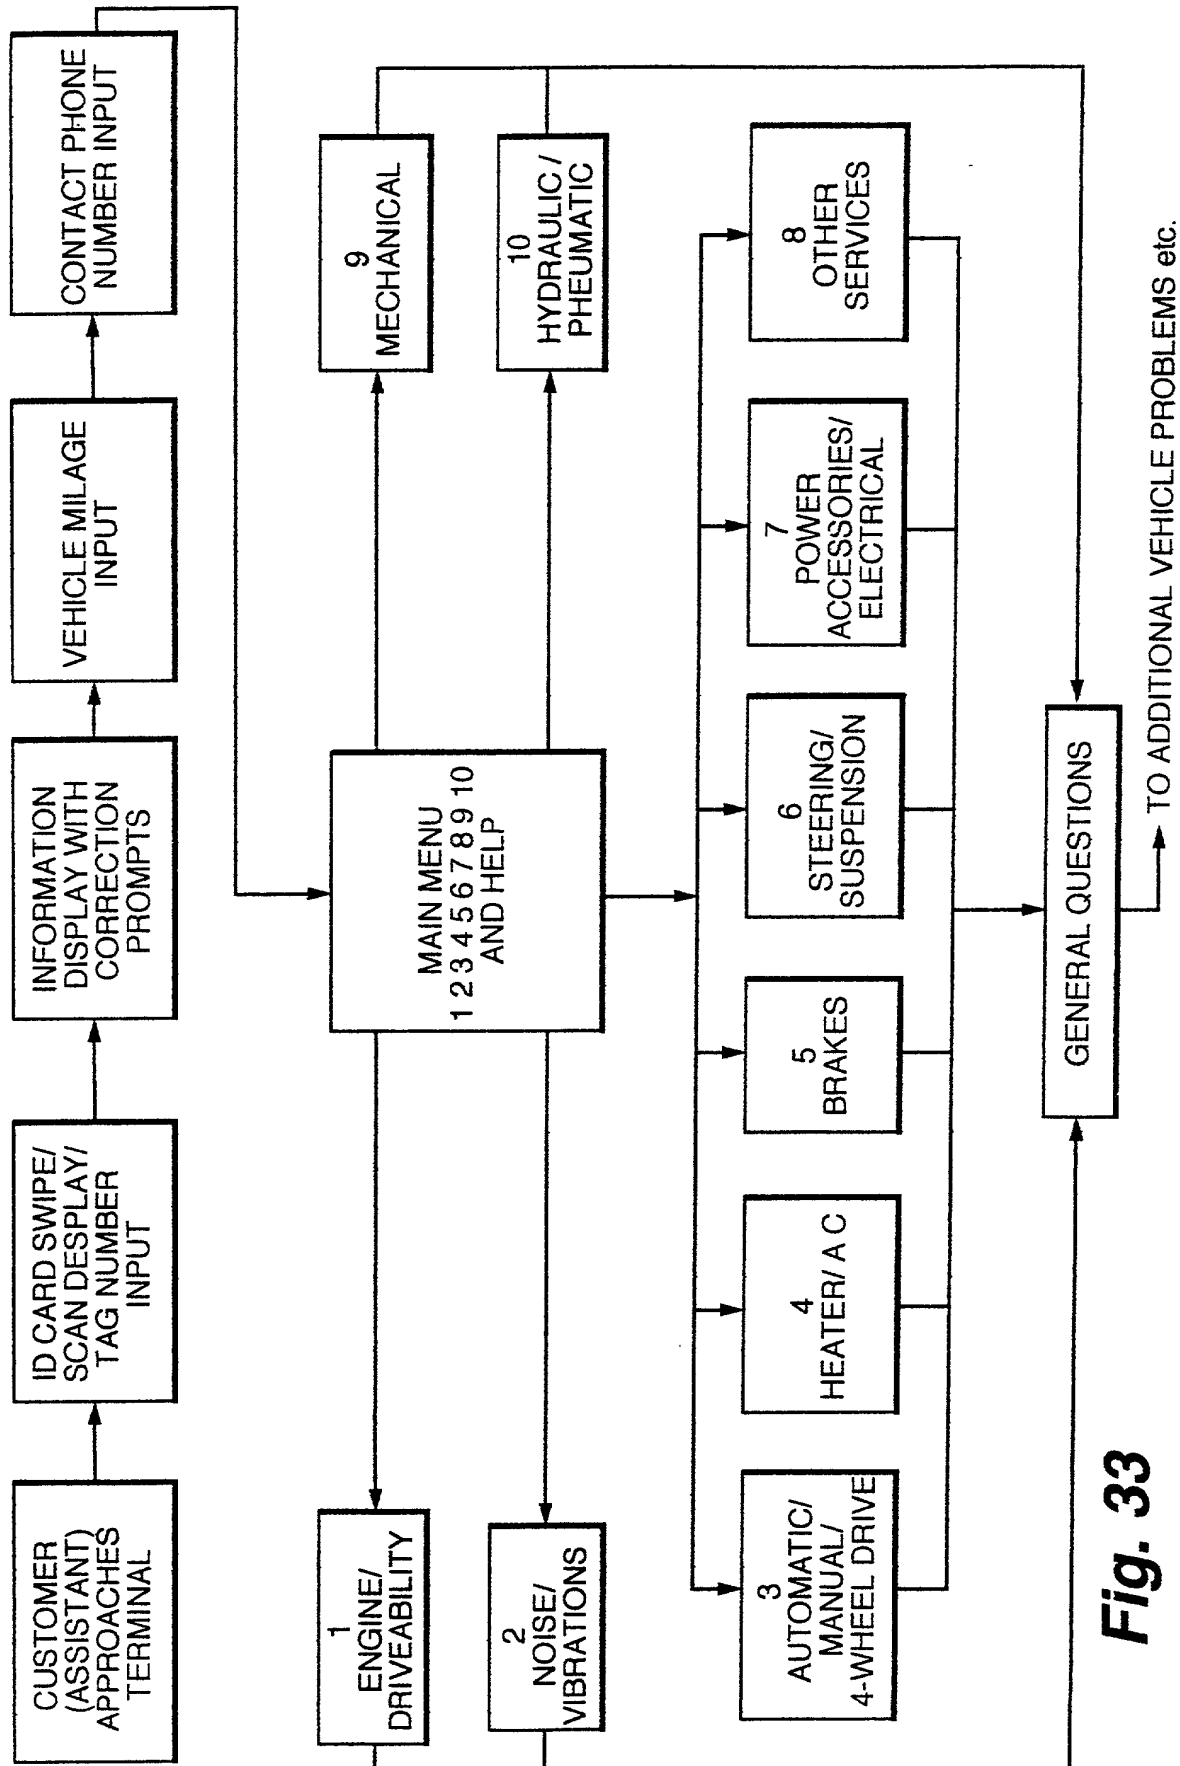 CUSTOMER
(ASSISTANT)
APPROACHES
TERMINAL
ID CARD SWIPE/
SCAN DESPLAY/
TAG NUMBER
INPUT
INFORMATION
DISPLAY WITH
CORRECTION
PROMPTS
VEHICLE MILAGE
INPUT
CONTACT PHONE
NUMBER INPUT
1
ENGINE/
DRIVEABILITY
MAIN MENU
1 2 3 4 5 6 7 8 9 10
AND HELP
9
MECHANICAL
2
NOISE/
VIBRATIONS
10
HYDRAULIC/
PHEUMATIC
3
AUTOMATIC/
MANUAL/
4-WHEEL DRIVE
4
HEATER/ A C
5
BRAKES
6
STEERING/
SUSPENSION
7
POWER
ACCESSORIES/
ELECTRICAL
8
OTHER
SERVICES
GENERAL QUESTIONS
TO ADDITIONAL VEHICLE PROBLEMS etc.
Fig. 33